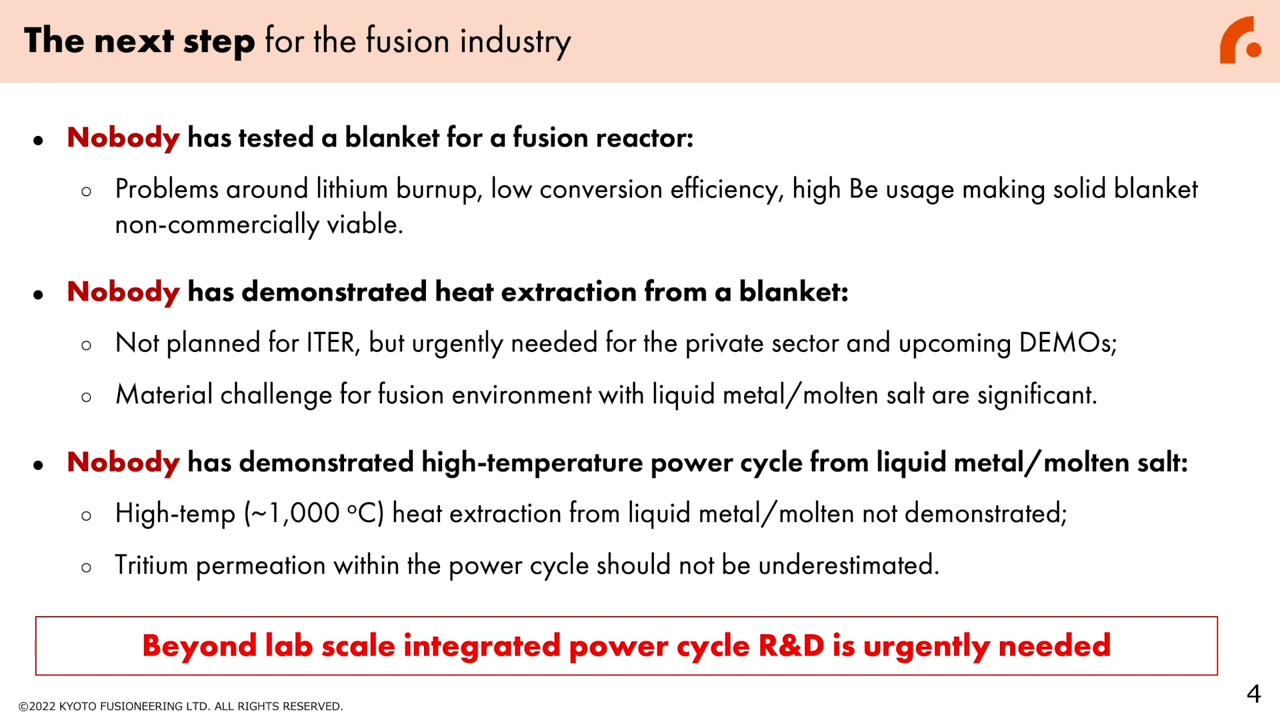 The next step for the fusion industry
● Nobody has tested a blanket for a fusion reactor:
○ Problems around lithium burnup, low conversion efficiency, high Be usage making solid blanket
non-commercially viable.
● Nobody has demonstrated heat extraction from a blanket:
○ Not planned for ITER, but urgently needed for the private sector and upcoming DEMOs;
○ Material challenge for fusion environment with liquid metal/molten salt are significant.
● Nobody has demonstrated high-temperature power cycle from liquid metal/molten salt:
○ High-temp (~1,000 ºC) heat extraction from liquid metal/molten not demonstrated;
○ Tritium permeation within the power cycle should not be underestimated.
Beyond lab scale integrated power cycle R&D is urgently needed
©2022 KYOTO FUSIONEERING LTD. ALL RIGHTS RESERVED.
4